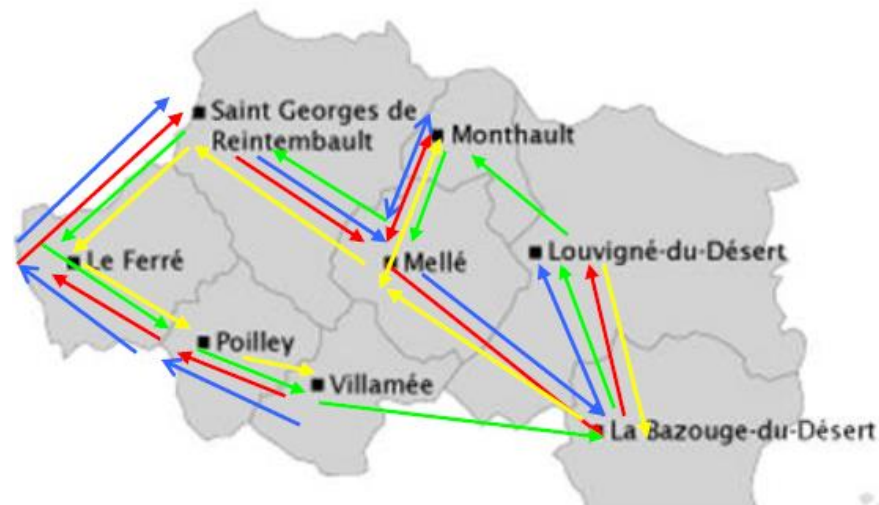 Saint Georges de
Reintembault
Monthault
Le Ferré
Mellé
Louvigné-du-Désert
Poilley
Villamée
La Bazouge-du-Désert